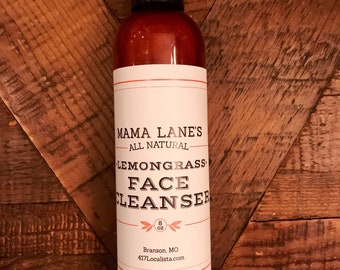 MAMA LANE'S
ALL NATURAL
LEMONGRASS
FACE
CLEANSER
8
OZ.
Branson, MO
417Localista.com